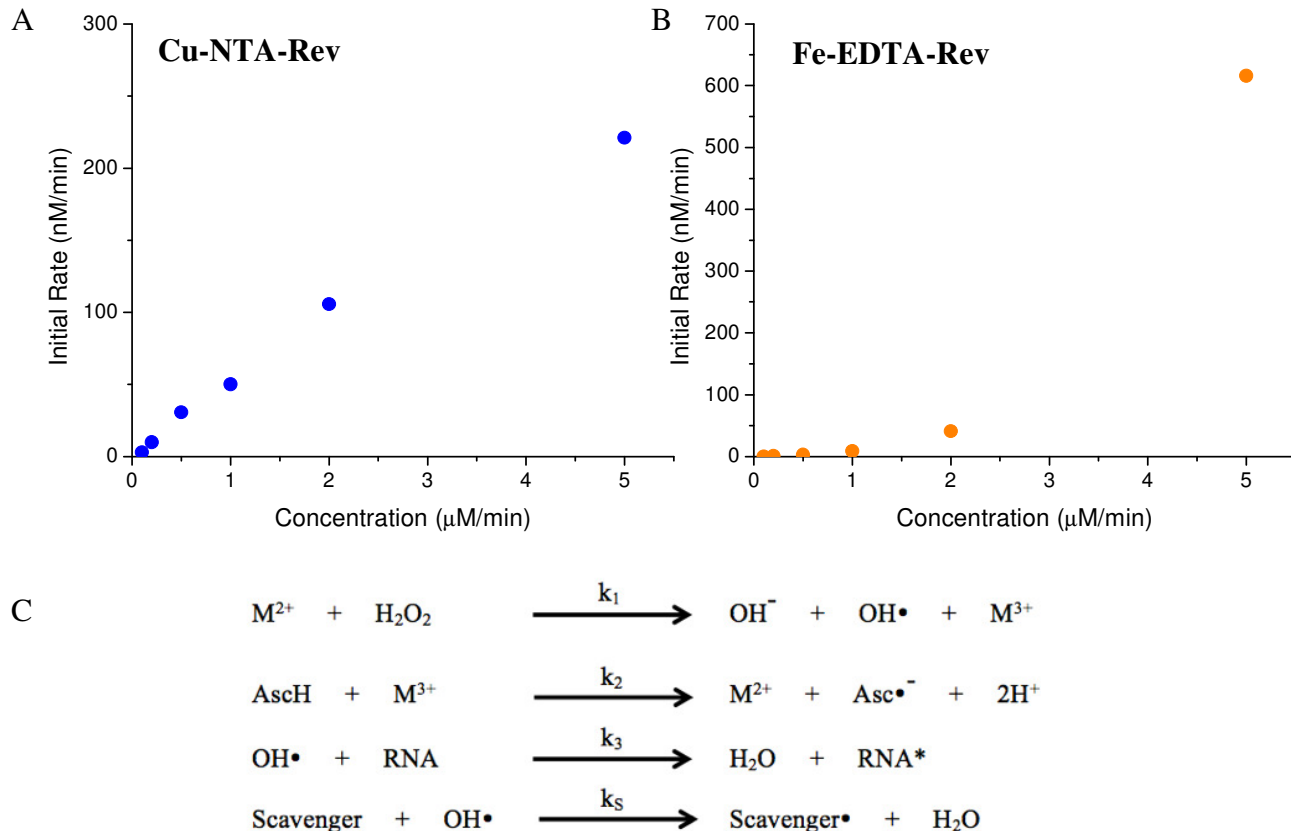 A
Cu-NTA-Rev
300
200
100
0
0 1 2 3 4 5
Initial Rate (nM/min)
Concentration (μM/min)
B
Fe-EDTA-Rev
700
600
500
400
300
200
100
0
0 1 2 3 4 5
Initial Rate (nM/min)
Concentration (μM/min)
C
M²⁺ + H₂O₂ k₁ OH⁻ + OH• + M³⁺
AscH + M³⁺ k₂ M²⁺ + Asc•⁻ + 2H⁺
OH• + RNA k₃ H₂O + RNA*
Scavenger + OH• kS Scavenger• + H₂O